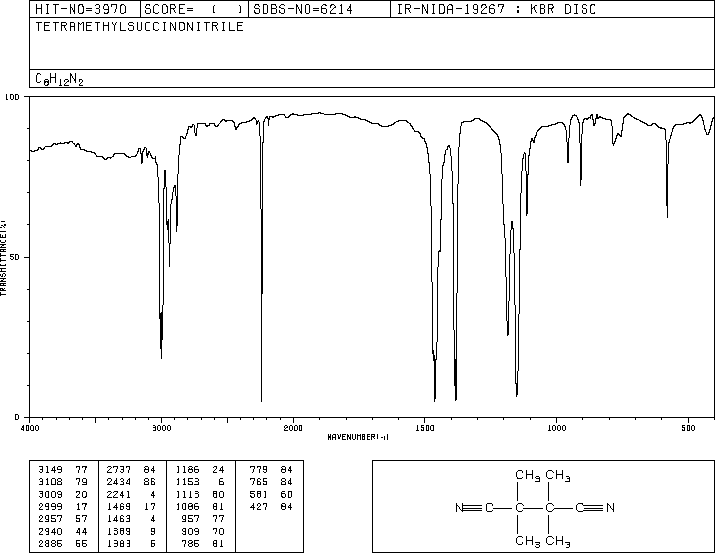 HIT-NO=3970 SCORE= ( ) SDBS-NO=6214 IR-NIDA-19267 : KBR DISC
TETRAMETHYLSUCCINONITRILE
C8H12N2
100
TRANSMITTANCE(%)
50
0
4000 3000 2000 1500 1000 500
WAVENUMBER(-1)
3149 77 2737 84 1186 24 779 84
3108 79 2434 86 1153 6 765 84
3009 20 2241 4 1113 60 581 60
2999 17 1469 17 1086 81 427 84
2957 57 1463 4 957 77
2940 44 1389 9 909 70
2885 55 1383 5 785 81
CH3 CH3
N C C C C N
CH3 CH3